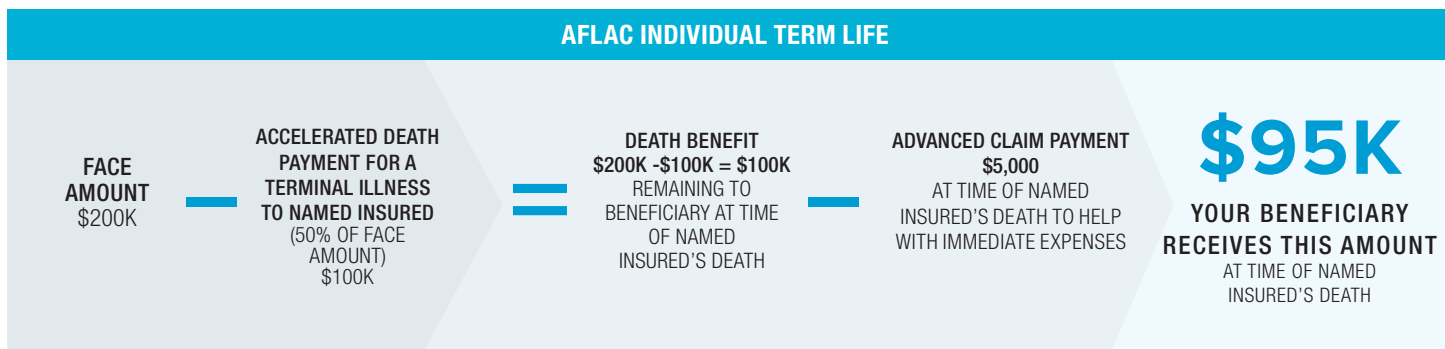 AFLAC INDIVIDUAL TERM LIFE
FACE
AMOUNT
$200K
ACCELERATED DEATH
PAYMENT FOR A
TERMINAL ILLNESS
TO NAMED INSURED
(50% OF FACE
AMOUNT)
$100K
DEATH BENEFIT
$200K -$100K = $100K
REMAINING TO
BENEFICIARY AT TIME
OF NAMED
INSURED’S DEATH
ADVANCED CLAIM PAYMENT
$5,000
AT TIME OF NAMED
INSURED’S DEATH TO HELP
WITH IMMEDIATE EXPENSES
$95K
YOUR BENEFICIARY
RECEIVES THIS AMOUNT
AT TIME OF NAMED
INSURED’S DEATH